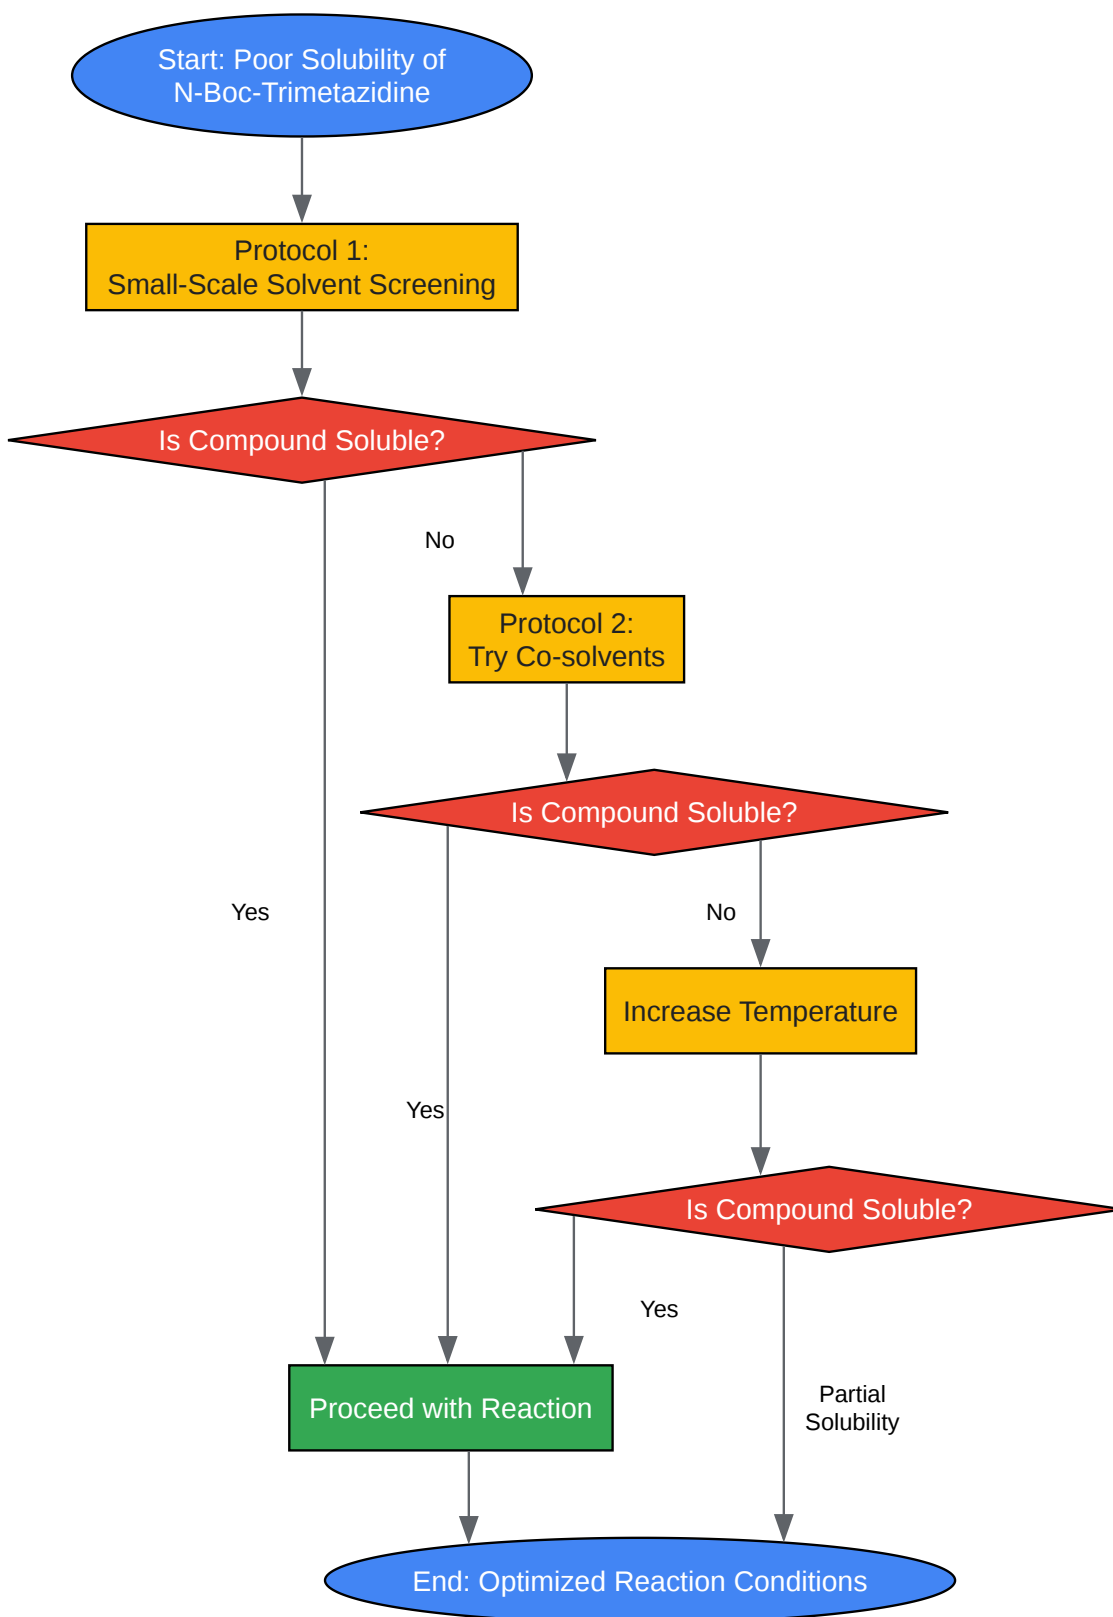 Start: Poor Solubility of
N-Boc-Trimetazidine
Protocol 1:
Small-Scale Solvent Screening
Is Compound Soluble?
No
Protocol 2:
Try Co-solvents
Is Compound Soluble?
Yes
No
Increase Temperature
Yes
Is Compound Soluble?
Yes
Partial
Solubility
Proceed with Reaction
End: Optimized Reaction Conditions